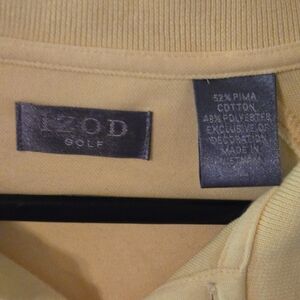 IZOD
GOLF
52% PIMA
COTTON
48% POLYESTER
EXCLUSIVE OF
DECORATION
MADE IN
VIETNAM